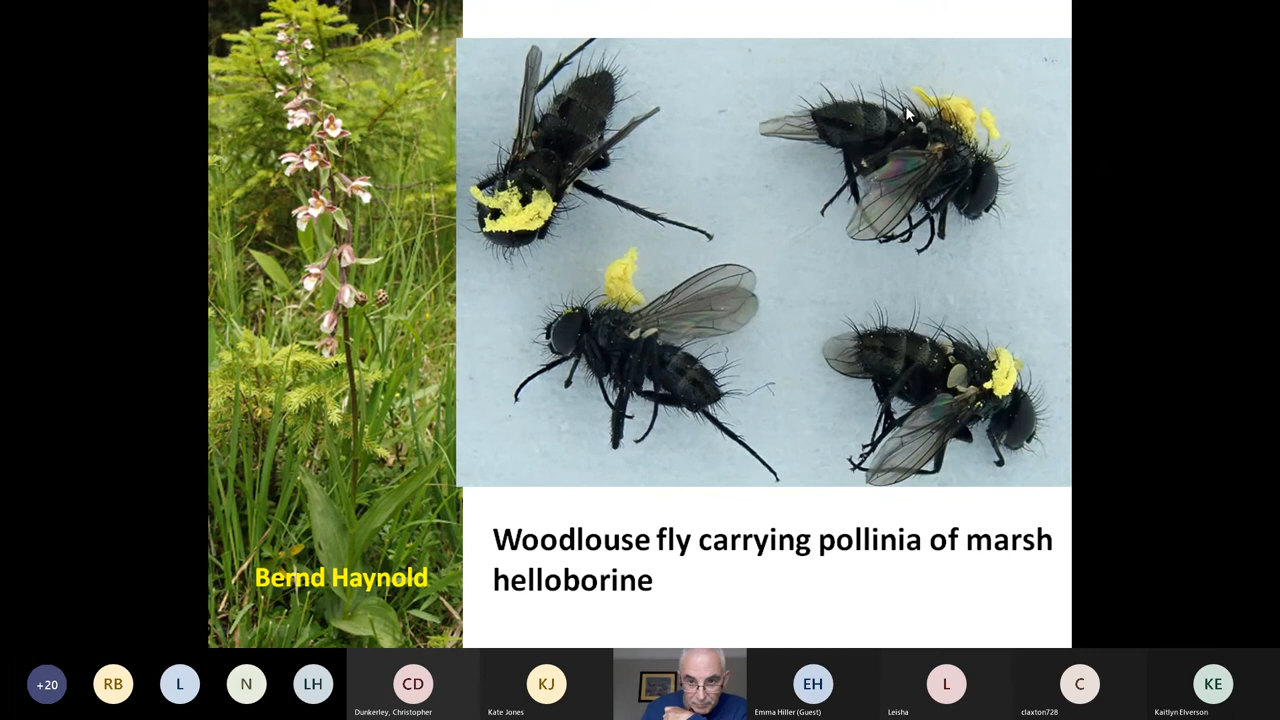 Bernd Haynold
Woodlouse fly carrying pollinia of marsh
helloborine
+20
RB
L
N
LH
CD
Dunkerley, Christopher
KJ
Kate Jones
EH
Emma Hiller (Guest)
L
Leisha
C
claxton728
KE
Kaitlyn Elverson